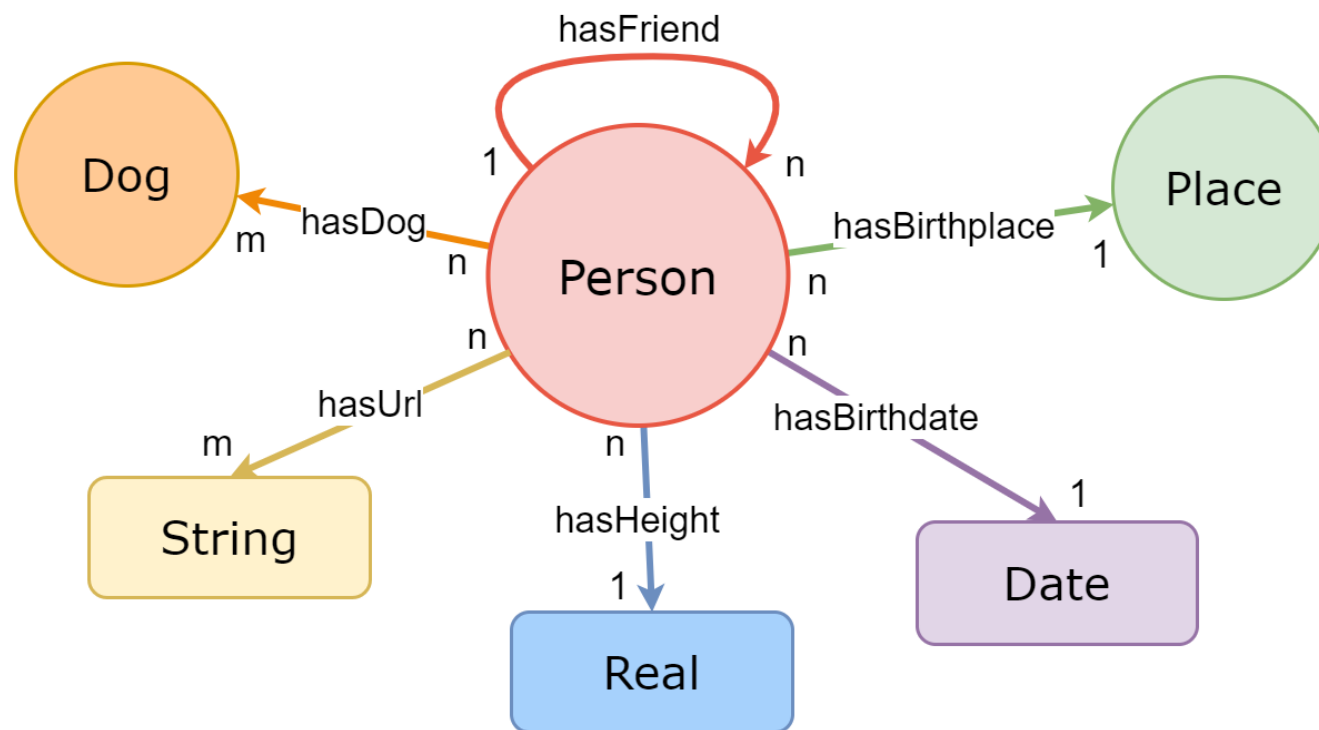 hasFriend
Dog
1
n
Place
hasDog
m
n
Person
hasBirthplace
n
1
n
hasUrl
m
n
hasBirthdate
1
n
hasHeight
1
String
Date
Real